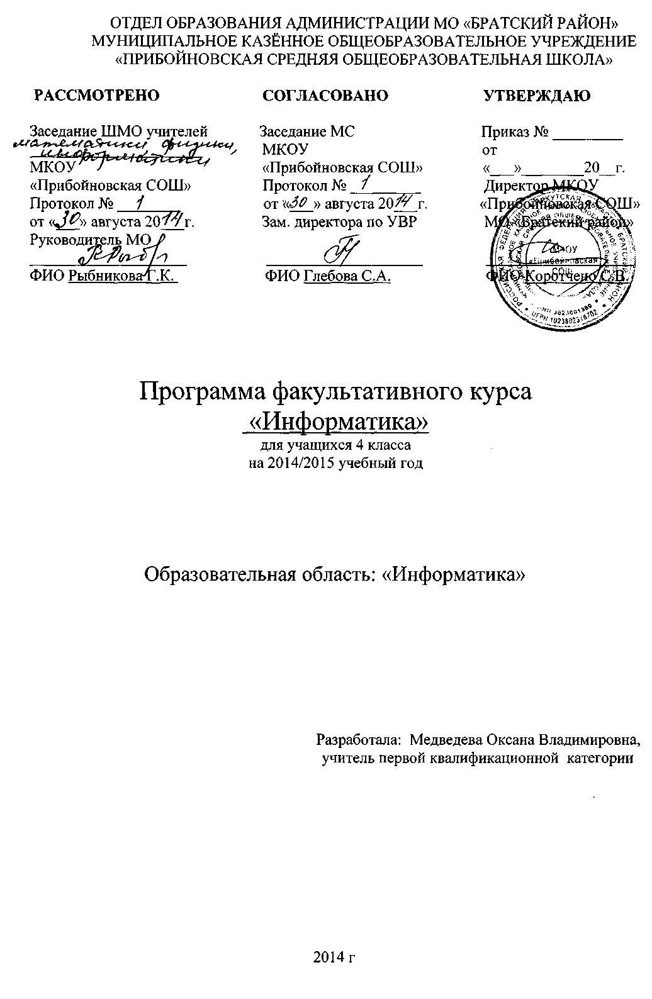 ОТДЕЛ ОБРАЗОВАНИЯ АДМИНИСТРАЦИИ МО «БРАТСКИЙ РАЙОН»
МУНИЦИПАЛЬНОЕ КАЗЁННОЕ ОБЩЕОБРАЗОВАТЕЛЬНОЕ УЧРЕЖДЕНИЕ
«ПРИБОЙНОВСКАЯ СРЕДНЯЯ ОБЩЕОБРАЗОВАТЕЛЬНАЯ ШКОЛА»
РАССМОТРЕНО
Заседание ШМО учителей
математики физики,
информатики
МКОУ
«Прибойновская СОШ»
Протокол № 1
от «30» августа 2014г.
Руководитель МО
ФИО Рыбникова Г.К.
СОГЛАСОВАНО
Заседание МС
МКОУ
«Прибойновская СОШ»
Протокол № 1
от «30 » августа 2014 г.
Зам. директора по УВР
ФИО Глебова С.А.
УТВЕРЖДАЮ
Приказ № _________
от
«___»________20__г.
Директор МКОУ
«Прибойновская СОШ»
МО «Братский район»
ФИО Коротченко С.В.
МКОУ
СОШ
Программа факультативного курса
«Информатика»
для учащихся 4 класса
на 2014/2015 учебный год
Образовательная область: «Информатика»
Разработала: Медведева Оксана Владимировна,
учитель первой квалификационной категории
2014 г